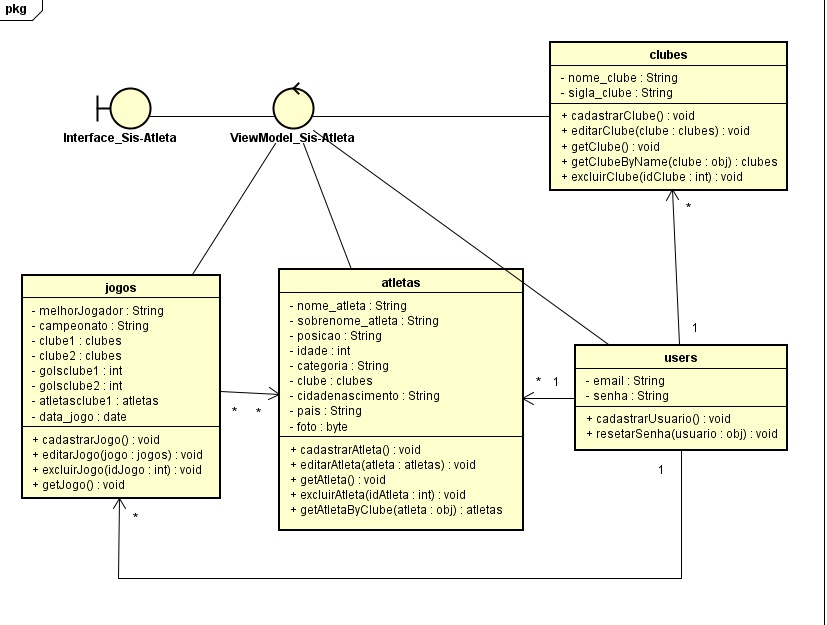 pkg
Interface_Sis-Atleta
ViewModel_Sis-Atleta
clubes
- nome_clube : String
- sigla_clube : String
+ cadastrarClube() : void
+ editarClube(clube : clubes) : void
+ getClube() : void
+ getClubeByName(clube : obj) : clubes
+ excluirClube(idClube : int) : void
*
1
jogos
- melhorJogador : String
- campeonato : String
- clube1 : clubes
- clube2 : clubes
- golsclube1 : int
- golsclube2 : int
- atletasclube1 : atletas
- data_jogo : date
+ cadastrarJogo() : void
+ editarJogo(jogo : jogos) : void
+ excluirJogo(idJogo : int) : void
+ getJogo() : void
*
* *
atletas
- nome_atleta : String
- sobrenome_atleta : String
- posicao : String
- idade : int
- categoria : String
- clube : clubes
- cidadenascimento : String
- pais : String
- foto : byte
+ cadastrarAtleta() : void
+ editarAtleta(atleta : atletas) : void
+ getAtleta() : void
+ excluirAtleta(idAtleta : int) : void
+ getAtletaByClube(atleta : obj) : atletas
* 1
users
- email : String
- senha : String
+ cadastrarUsuario() : void
+ resetarSenha(usuario : obj) : void
1